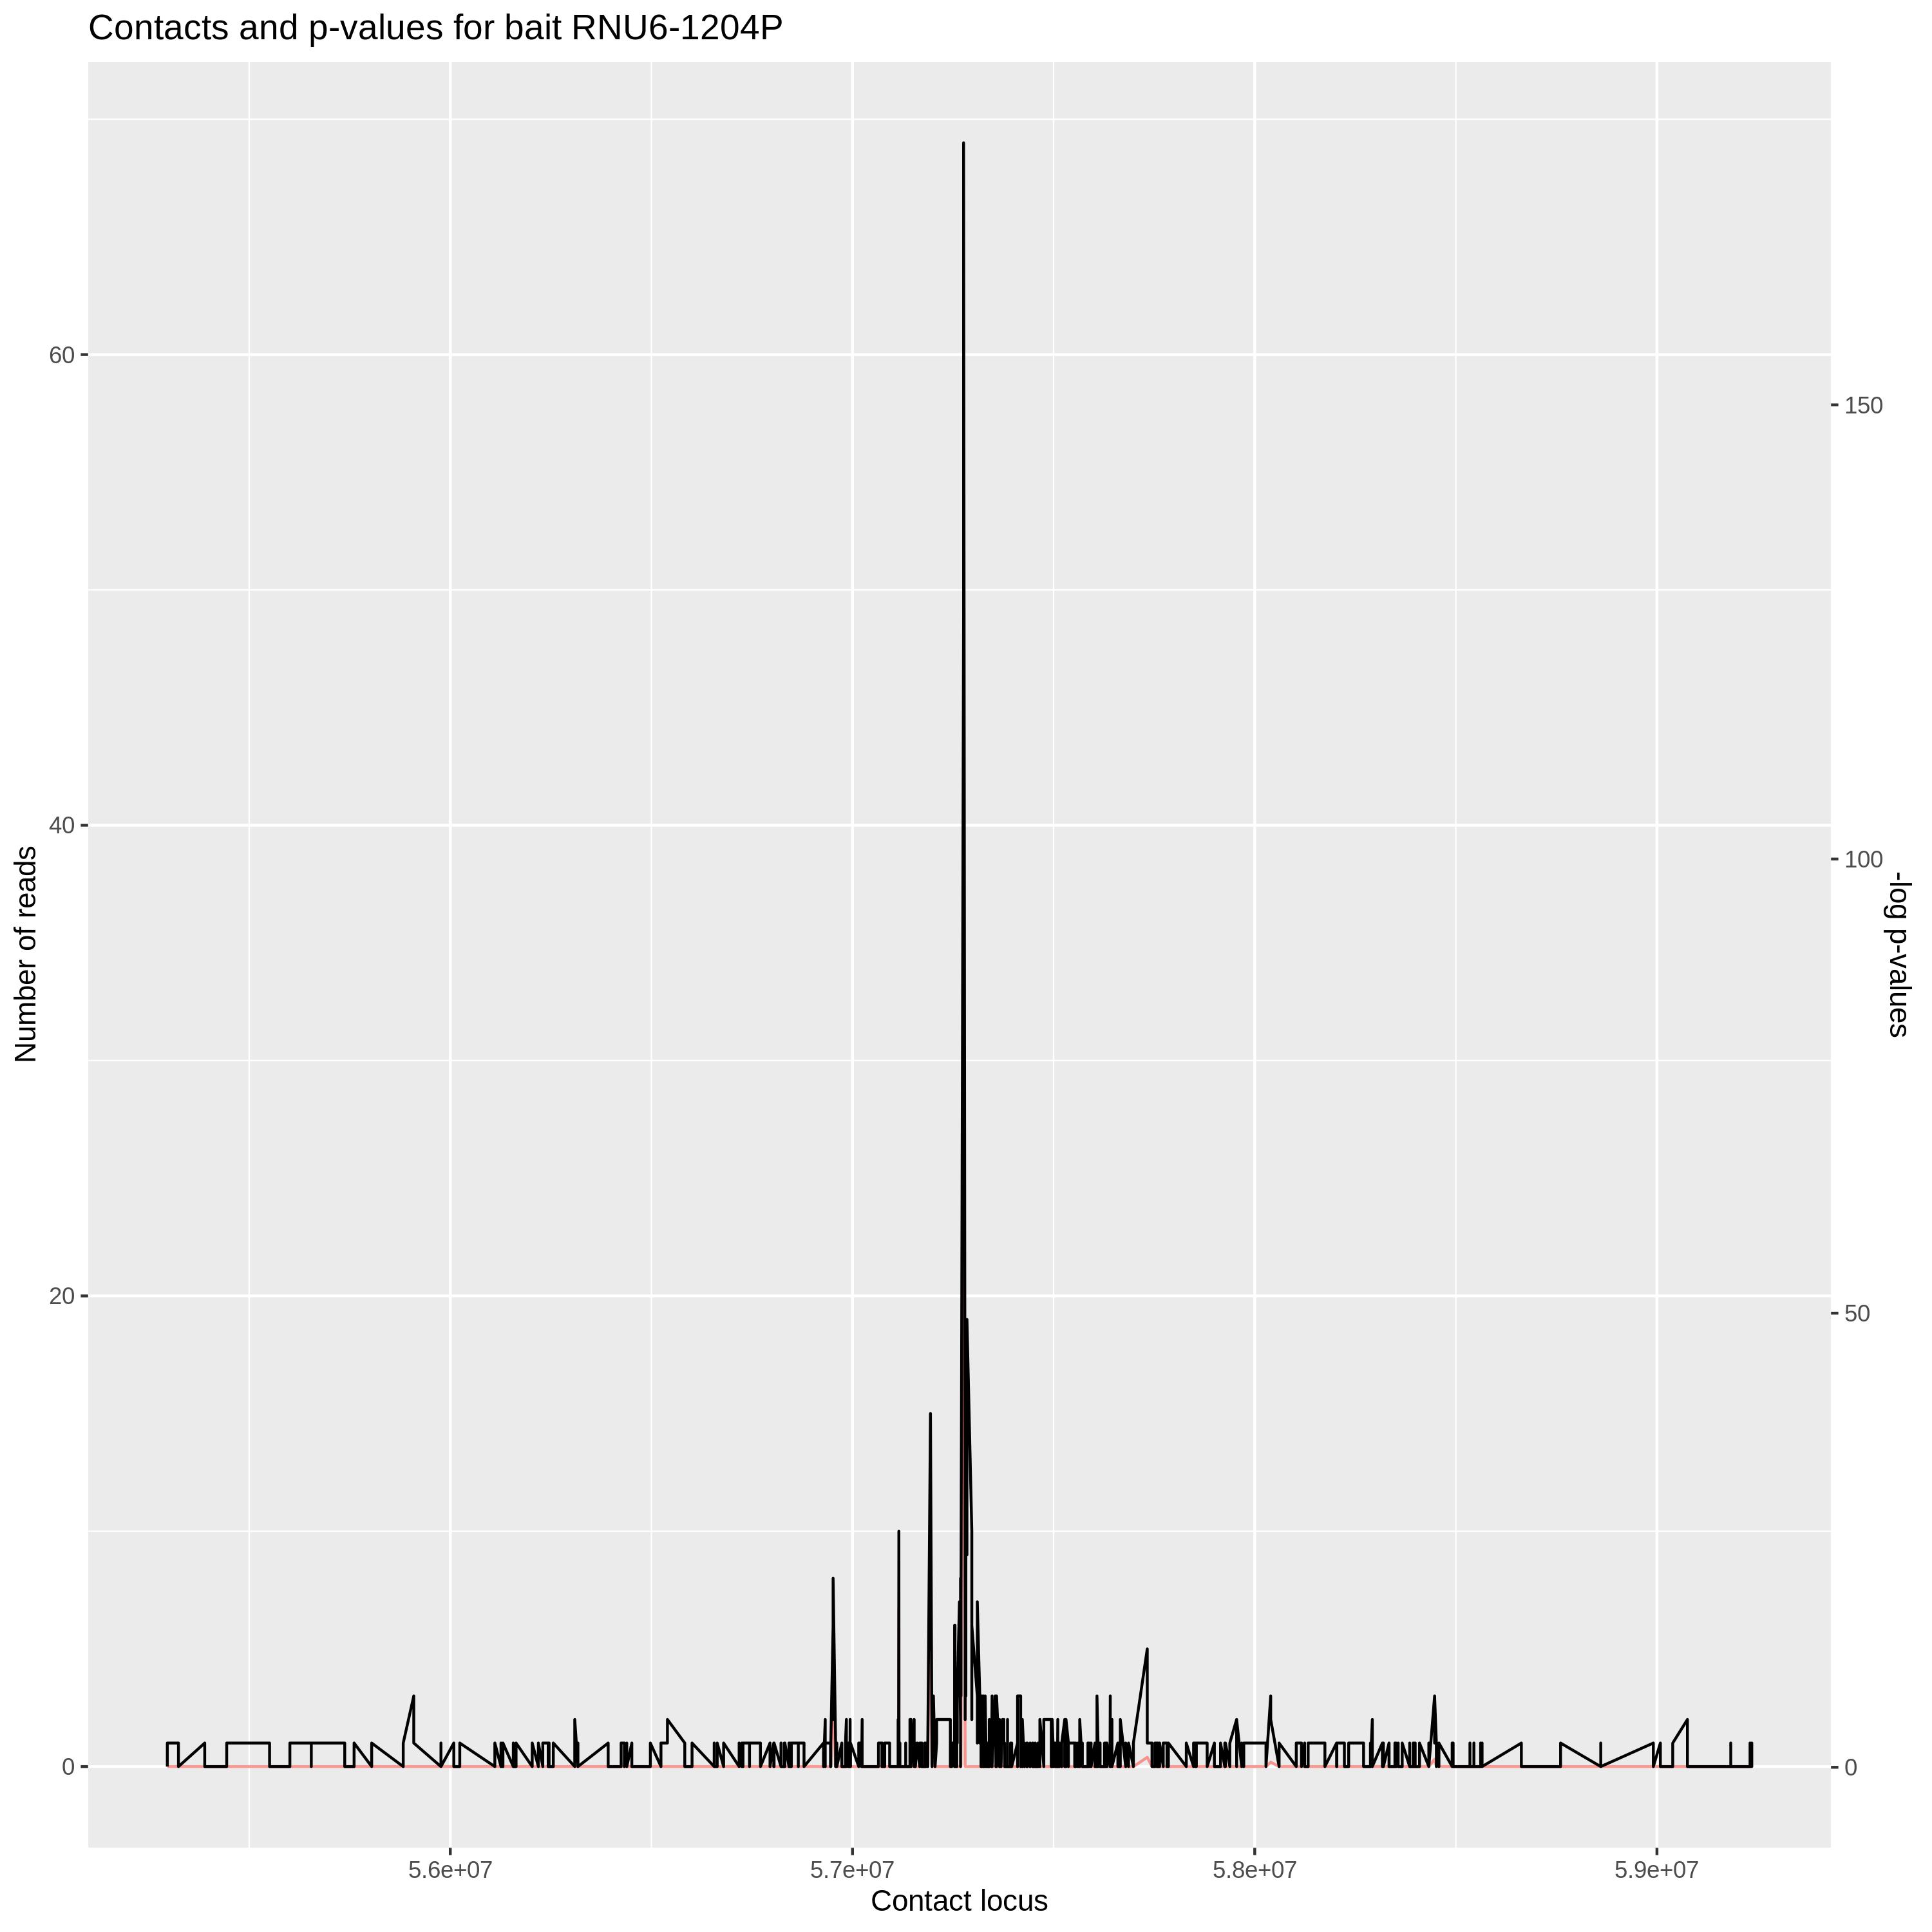 Contacts and p-values for bait RNU6-1204P
60
40
20
0
150
100
50
0
Number of reads
-log p-values
5.6e+07
5.7e+07
5.8e+07
5.9e+07
Contact locus